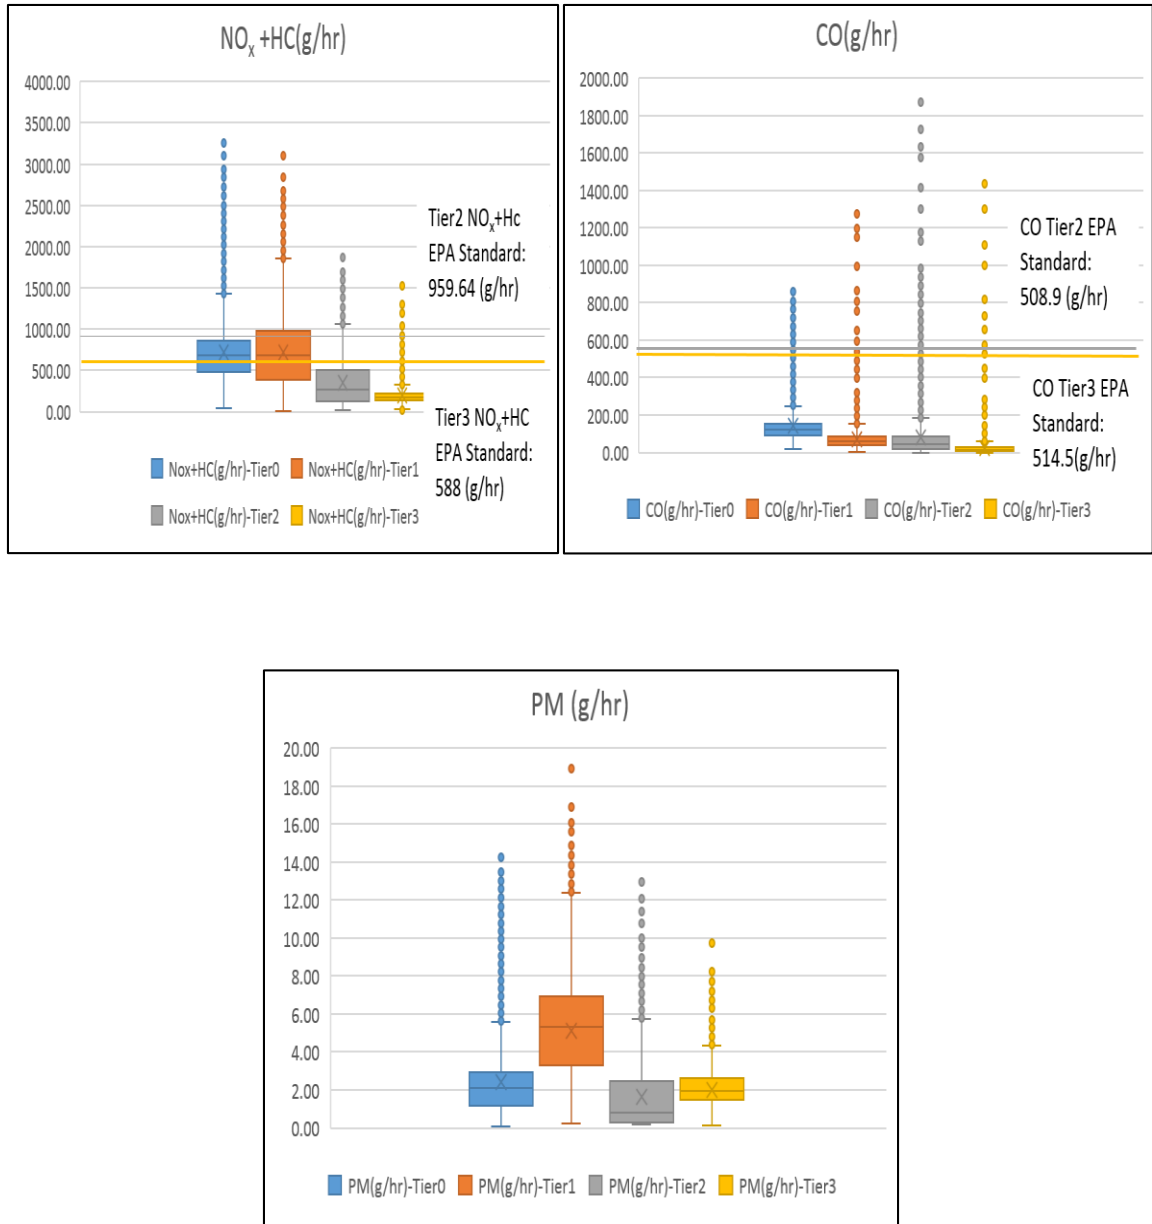 NOx +HC(g/hr)
4000.00
3500.00
3000.00
2500.00
2000.00
1500.00
1000.00
500.00
0.00
Tier2 NOx+Hc
EPA Standard:
959.64 (g/hr)
Tier3 NOx+HC
EPA Standard:
588 (g/hr)
Nox+HC(g/hr)-Tier0 Nox+HC(g/hr)-Tier1
Nox+HC(g/hr)-Tier2 Nox+HC(g/hr)-Tier3
CO(g/hr)
2000.00
1800.00
1600.00
1400.00
1200.00
1000.00
800.00
600.00
400.00
200.00
0.00
CO Tier2 EPA
Standard:
508.9 (g/hr)
CO Tier3 EPA
Standard:
514.5(g/hr)
CO(g/hr)-Tier0 CO(g/hr)-Tier1 CO(g/hr)-Tier2 CO(g/hr)-Tier3
PM (g/hr)
20.00
18.00
16.00
14.00
12.00
10.00
8.00
6.00
4.00
2.00
0.00
PM(g/hr)-Tier0 PM(g/hr)-Tier1 PM(g/hr)-Tier2 PM(g/hr)-Tier3